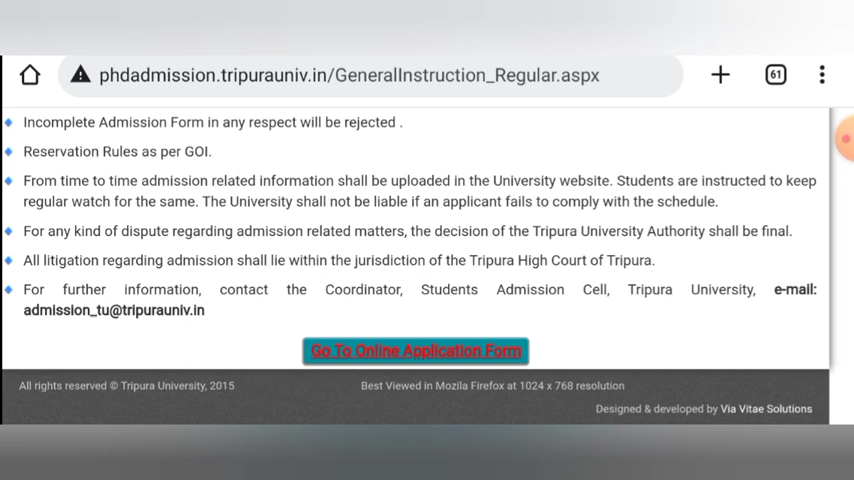 phdadmission.tripurauniv.in/GeneralInstruction_Regular.aspx
61
Incomplete Admission Form in any respect will be rejected .
Reservation Rules as per GOI.
From time to time admission related information shall be uploaded in the University website. Students are instructed to keep
regular watch for the same. The University shall not be liable if an applicant fails to comply with the schedule.
For any kind of dispute regarding admission related matters, the decision of the Tripura University Authority shall be final.
All litigation regarding admission shall lie within the jurisdiction of the Tripura High Court of Tripura.
For further information, contact the Coordinator, Students Admission Cell, Tripura University, e-mail:
admission_tu@tripurauniv.in
Go To Online Application Form
All rights reserved © Tripura University, 2015 Best Viewed in Mozila Firefox at 1024 x 768 resolution
Designed & developed by Via Vitae Solutions